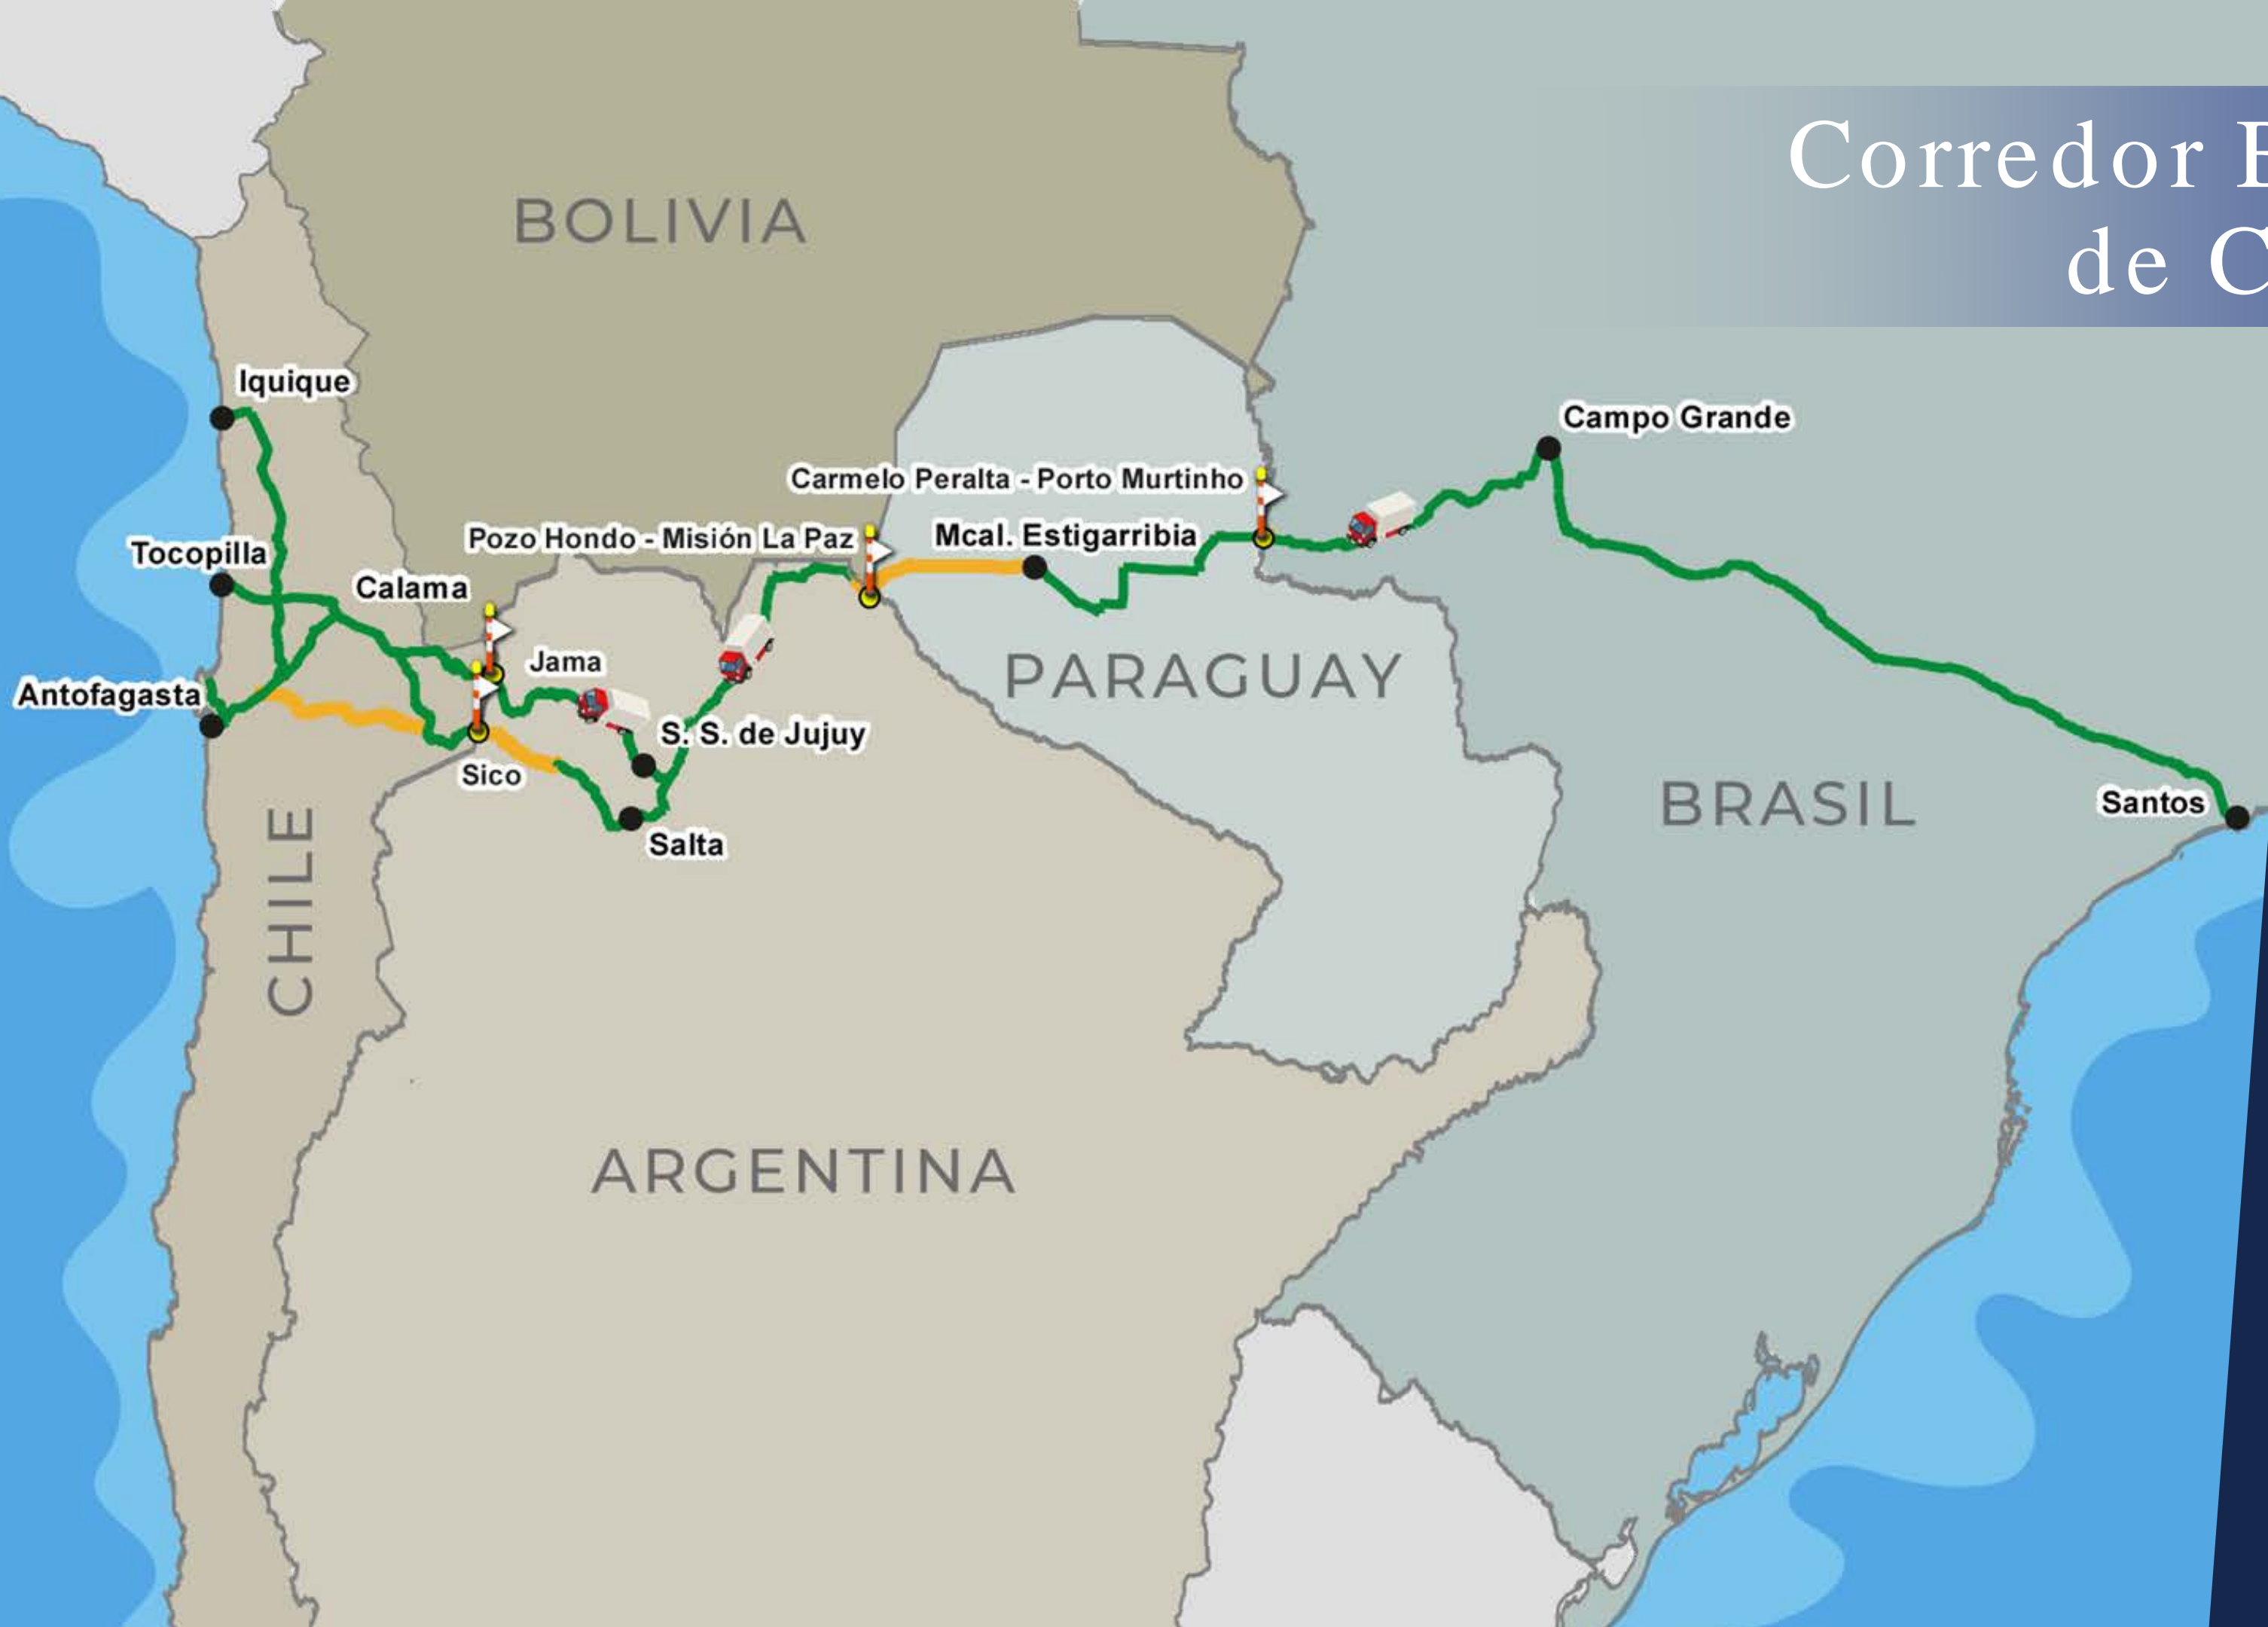 Corredor
de
BOLIVIA
Iquique
Campo Grande
Carmelo Peralta - Porto Murtinho
Pozo Hondo - Misión La Paz
Mcal. Estigarribia
Tocopilla
Calama
Jama
PARAGUAY
Antofagasta
S. S. de Jujuy
Sico
BRASIL
Santos
Salta
CHILE
ARGENTINA